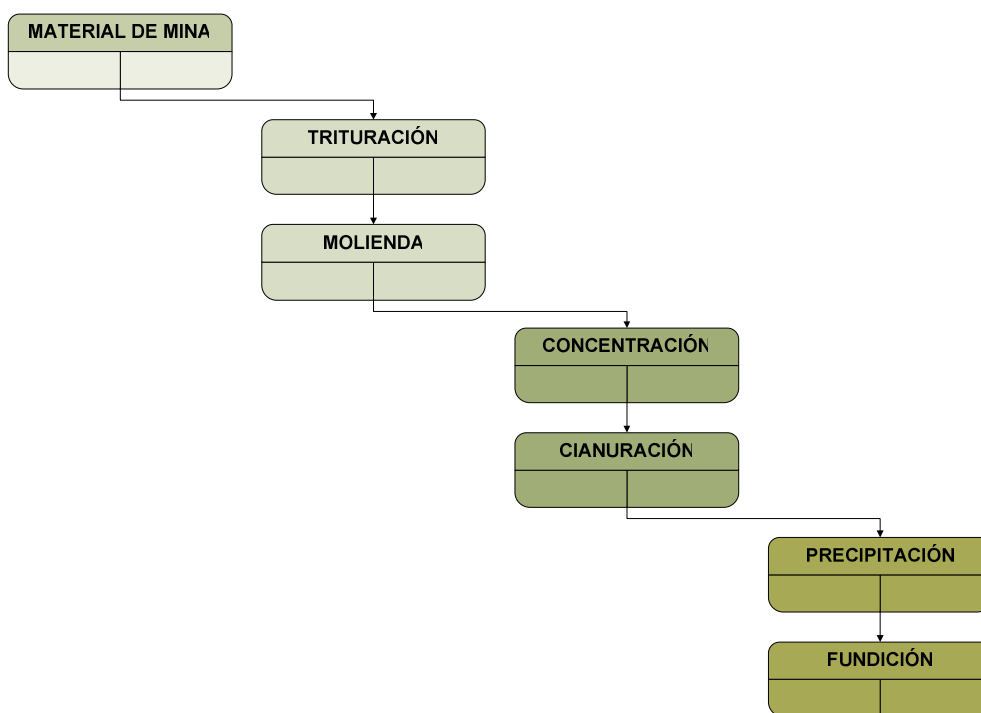 MATERIAL DE MINA
TRITURACIÓN
MOLIENDA
CONCENTRACIÓN
CIANURACIÓN
PRECIPITACIÓN
FUNDICIÓN